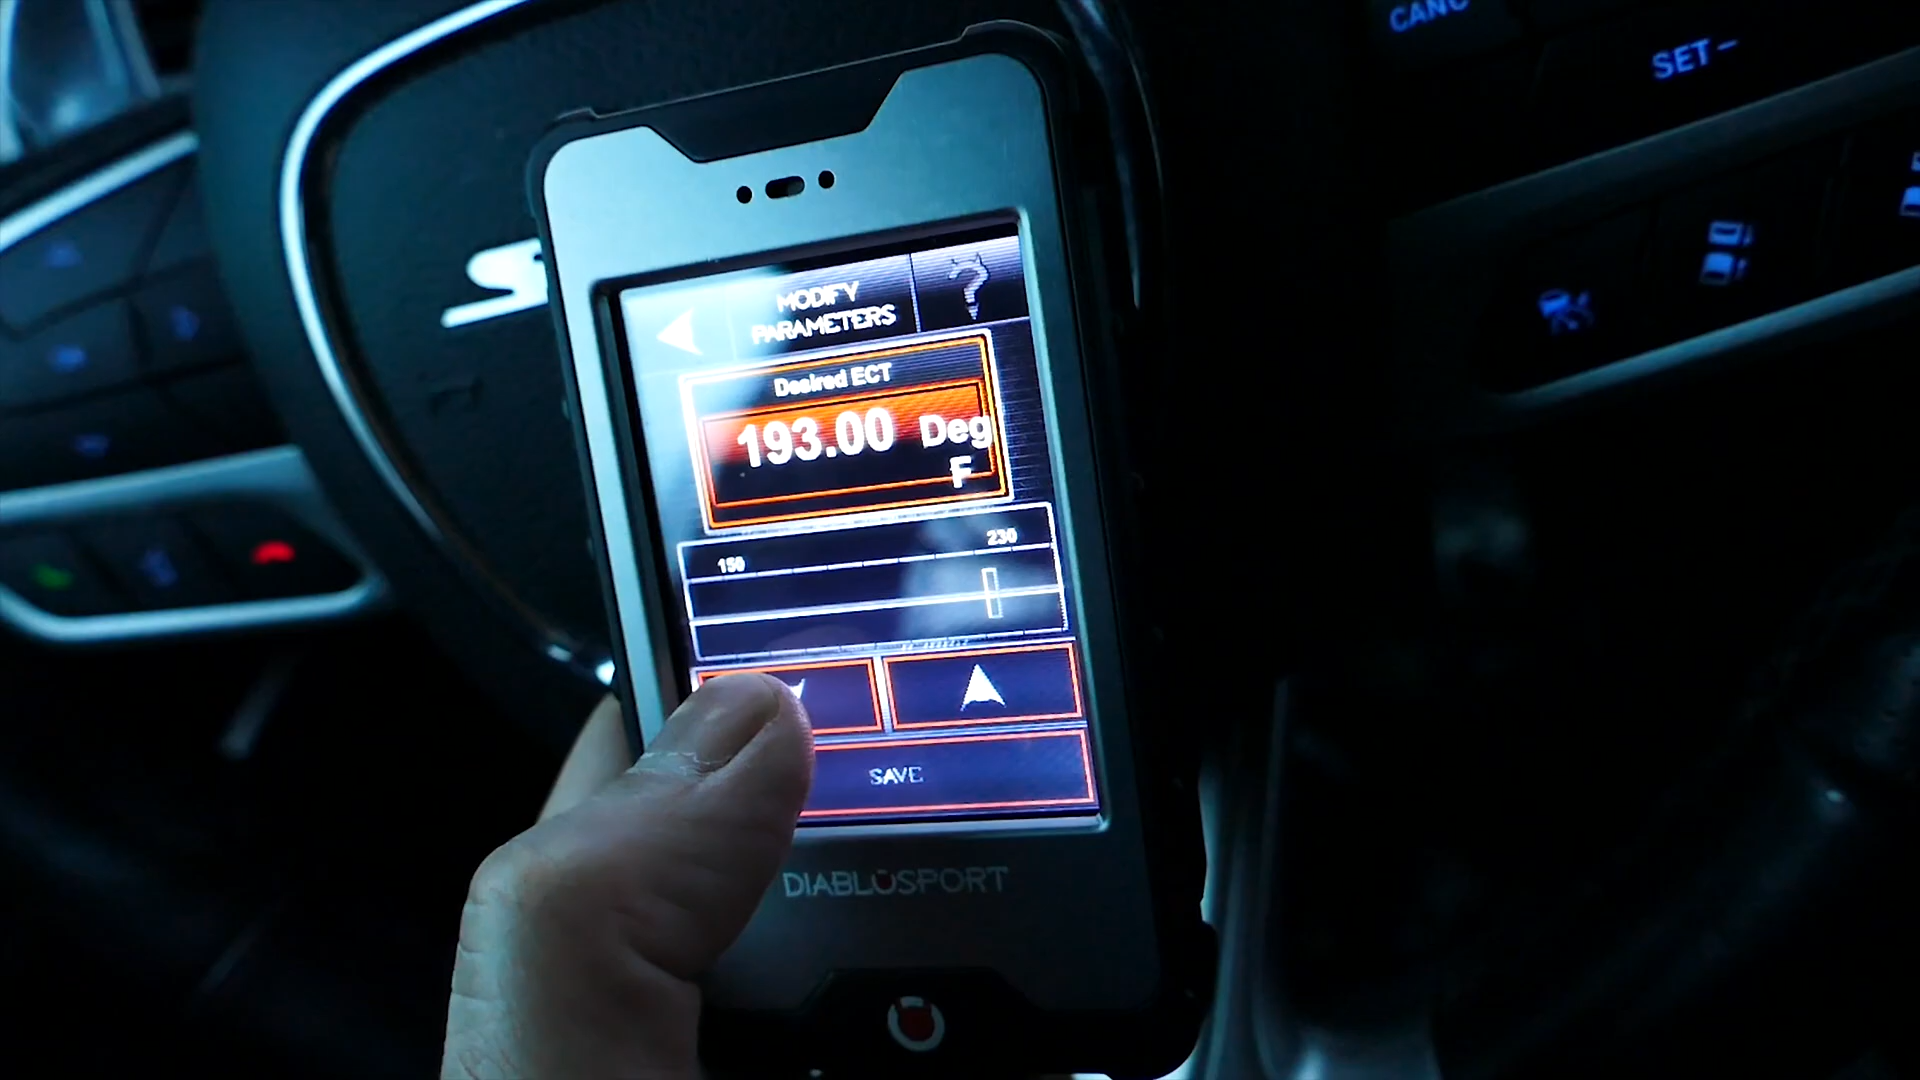 CANC
SET –
MODIFY
PARAMETERS
?
Desired ECT
193.00 Deg
F
150
230
SAVE
DIABLOSPORT